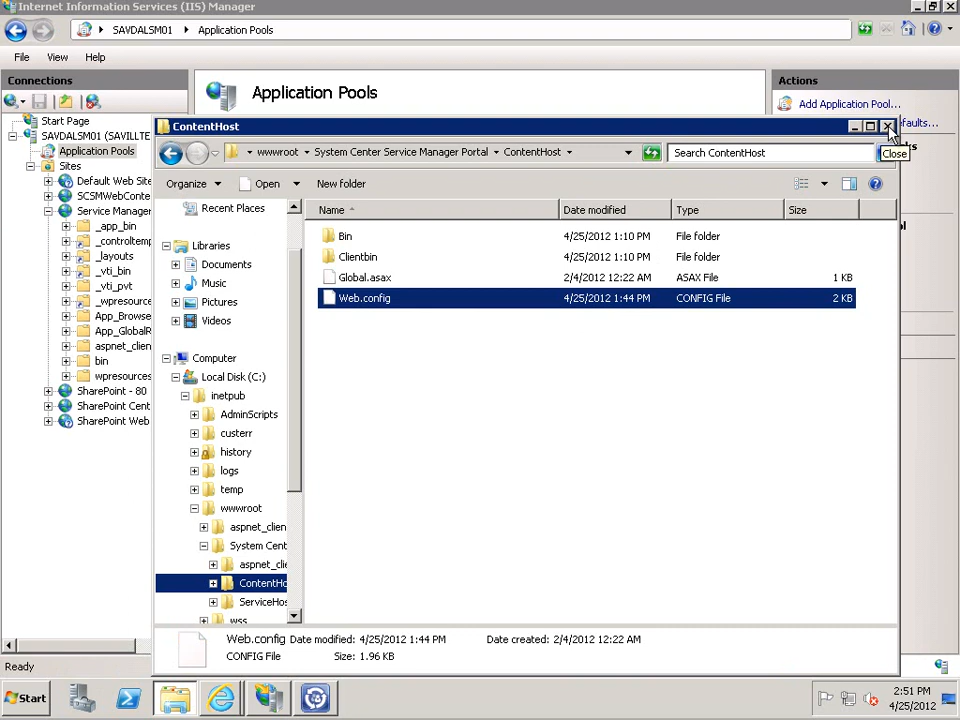 Internet Information Services (IIS) Manager
SAVDALSM01 Application Pools
File View Help
Connections
Start Page
SAVDALSM01 (SAVILLTE
Application Pools
Sites
Default Web Site
SCSMWebConte
Service Manager
_app_bin
_controltemp
_layouts
_vti_bin
_vti_pvt
_wpresource
App_Browse
App_GlobalR
aspnet_clien
bin
wpresources
SharePoint - 80
SharePoint Cent
SharePoint Web
Ready
Application Pools
Actions
Add Application Pool...
efaults...
ks
ContentHost
wwwroot System Center Service Manager Portal ContentHost
Search ContentHost
Close
Organize Open New folder
Recent Places
Libraries
Documents
Music
Pictures
Videos
Computer
Local Disk (C:)
inetpub
AdminScripts
custerr
history
logs
temp
wwwroot
aspnet_clien
System Cent
aspnet_clie
ContentHo
ServiceHos
wss
Name Date modified Type Size
Bin 4/25/2012 1:10 PM File folder
Clientbin 4/25/2012 1:10 PM File folder
Global.asax 2/4/2012 12:22 AM ASAX File 1 KB
Web.config 4/25/2012 1:44 PM CONFIG File 2 KB
Web.config Date modified: 4/25/2012 1:44 PM Date created: 2/4/2012 12:22 AM
CONFIG File Size: 1.96 KB
Start
2:51 PM
4/25/2012